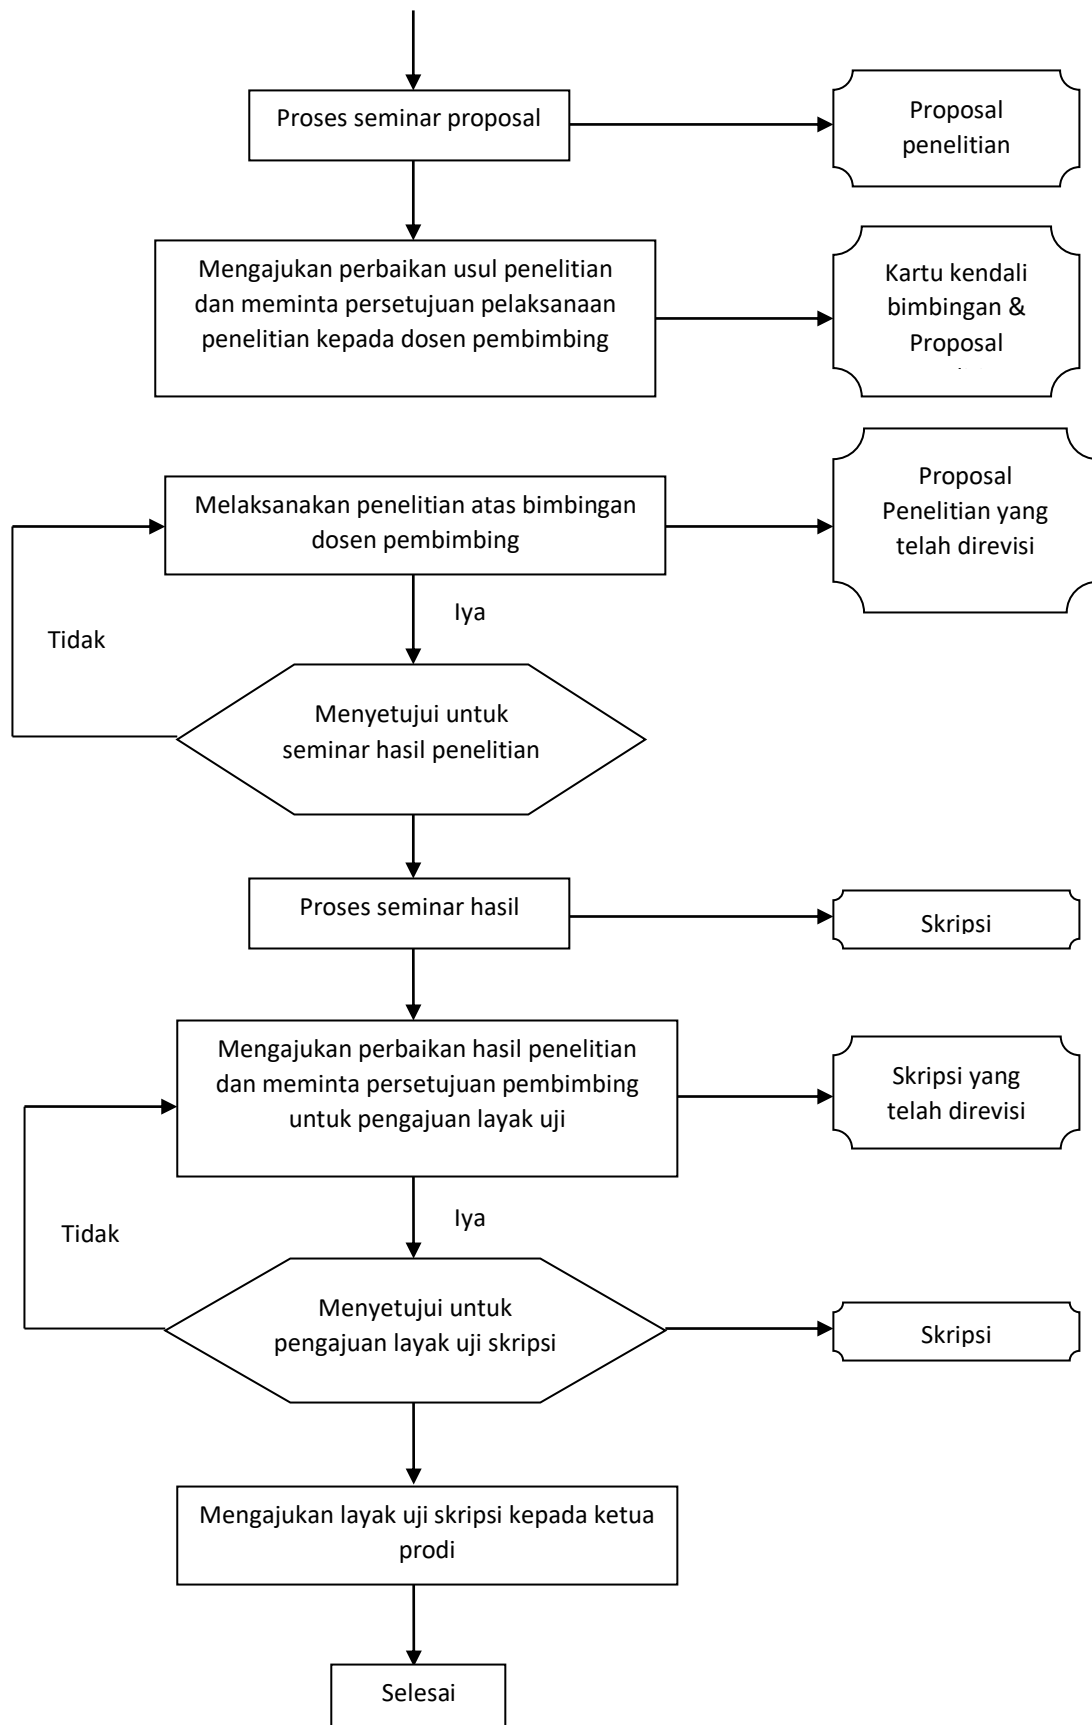 Proses seminar proposal
Proposal
penelitian
Mengajukan perbaikan usul penelitian
dan meminta persetujuan pelaksanaan
penelitian kepada dosen pembimbing
Kartu kendali
bimbingan &
Proposal
Melaksanakan penelitian atas bimbingan
dosen pembimbing
Proposal
Penelitian yang
telah direvisi
Iya
Tidak
Menyetujui untuk
seminar hasil penelitian
Proses seminar hasil
Skripsi
Mengajukan perbaikan hasil penelitian
dan meminta persetujuan pembimbing
untuk pengajuan layak uji
Skripsi yang
telah direvisi
Iya
Tidak
Menyetujui untuk
pengajuan layak uji skripsi
Skripsi
Mengajukan layak uji skripsi kepada ketua
prodi
Selesai